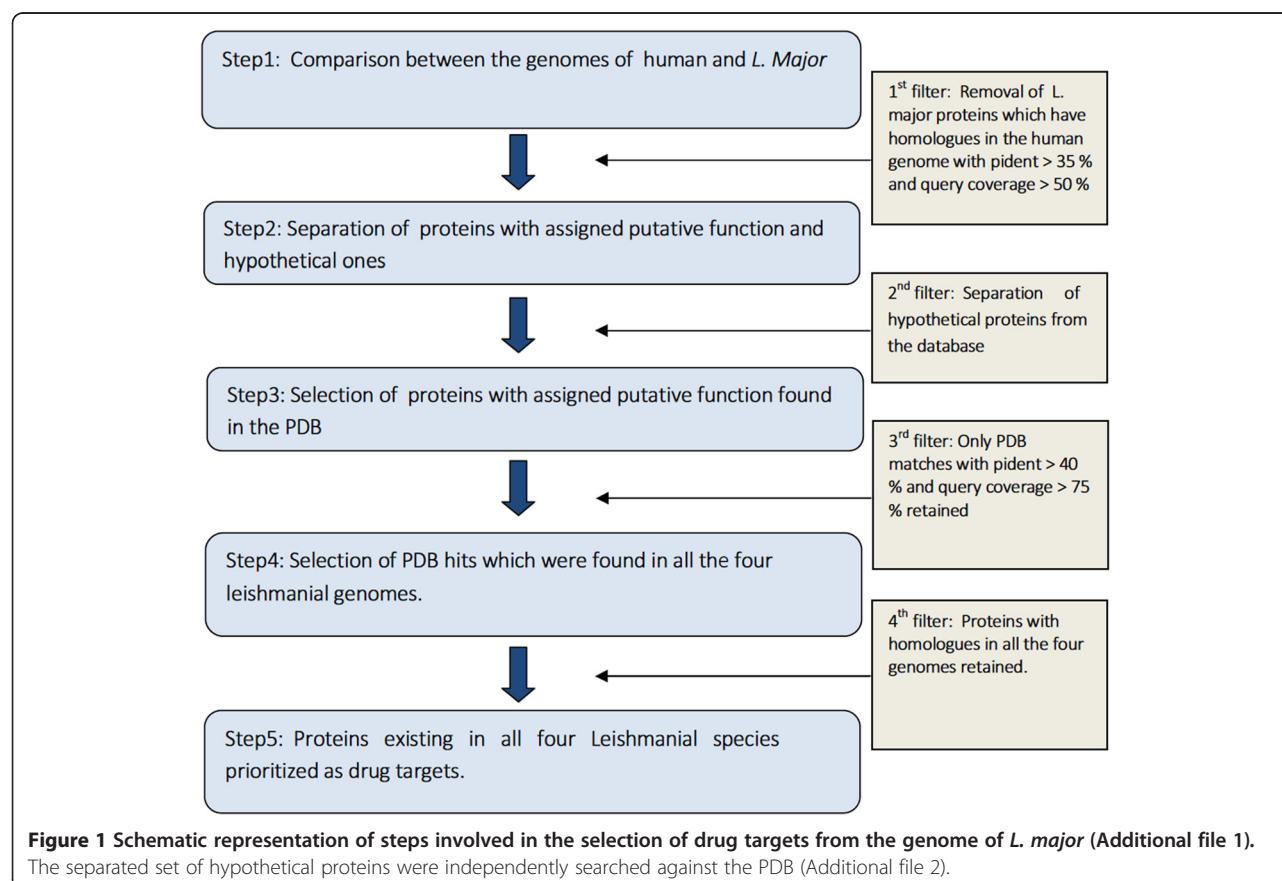 Step1: Comparison between the genomes of human and L. Major
1st filter: Removal of L.
major proteins which have
homologues in the human
genome with pident > 35 %
and query coverage > 50 %
Step2: Separation of proteins with assigned putative function and
hypothetical ones
2nd filter: Separation of
hypothetical proteins from
the database
Step3: Selection of proteins with assigned putative function found
in the PDB
3rd filter: Only PDB
matches with pident > 40
% and query coverage > 75
% retained
Step4: Selection of PDB hits which were found in all the four
leishmanial genomes.
4th filter: Proteins with
homologues in all the four
genomes retained.
Step5: Proteins existing in all four Leishmanial species
prioritized as drug targets.
Figure 1 Schematic representation of steps involved in the selection of drug targets from the genome of L. major (Additional file 1).
The separated set of hypothetical proteins were independently searched against the PDB (Additional file 2).